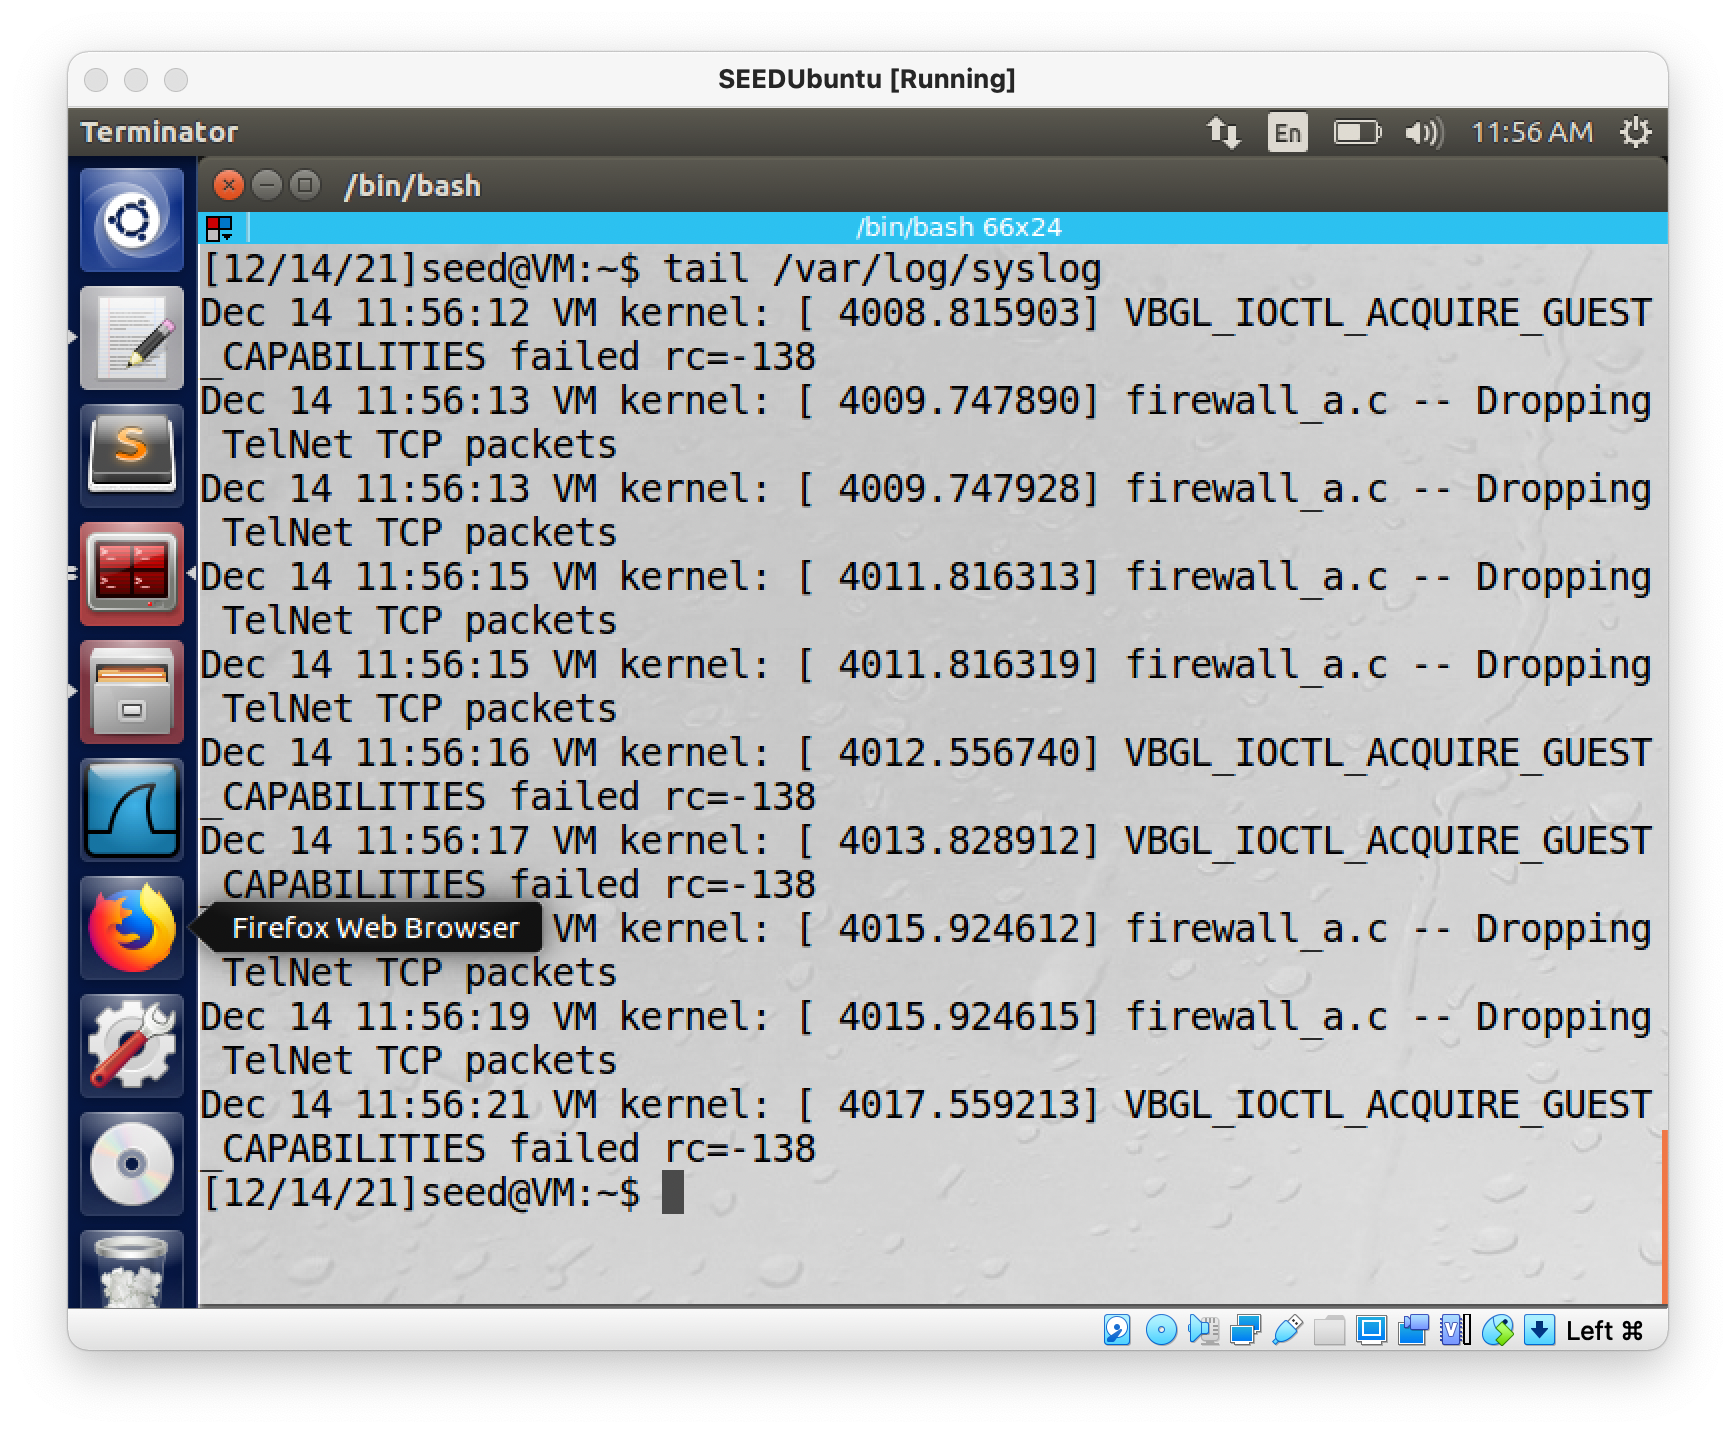 SEEDUbuntu [Running]
Terminator
En
11:56 AM
/bin/bash
/bin/bash 66x24
[12/14/21]seed@VM:~$ tail /var/log/syslog
Dec 14 11:56:12 VM kernel: [ 4008.815903] VBGL_IOCTL_ACQUIRE_GUEST
_CAPABILITIES failed rc=-138
Dec 14 11:56:13 VM kernel: [ 4009.747890] firewall_a.c -- Dropping
TelNet TCP packets
Dec 14 11:56:13 VM kernel: [ 4009.747928] firewall_a.c -- Dropping
TelNet TCP packets
Dec 14 11:56:15 VM kernel: [ 4011.816313] firewall_a.c -- Dropping
TelNet TCP packets
Dec 14 11:56:15 VM kernel: [ 4011.816319] firewall_a.c -- Dropping
TelNet TCP packets
Dec 14 11:56:16 VM kernel: [ 4012.556740] VBGL_IOCTL_ACQUIRE_GUEST
_CAPABILITIES failed rc=-138
Dec 14 11:56:17 VM kernel: [ 4013.828912] VBGL_IOCTL_ACQUIRE_GUEST
_CAPABILITIES failed rc=-138
Firefox Web Browser
VM kernel: [ 4015.924612] firewall_a.c -- Dropping
TelNet TCP packets
Dec 14 11:56:19 VM kernel: [ 4015.924615] firewall_a.c -- Dropping
TelNet TCP packets
Dec 14 11:56:21 VM kernel: [ 4017.559213] VBGL_IOCTL_ACQUIRE_GUEST
_CAPABILITIES failed rc=-138
[12/14/21]seed@VM:~$
Left ⌘